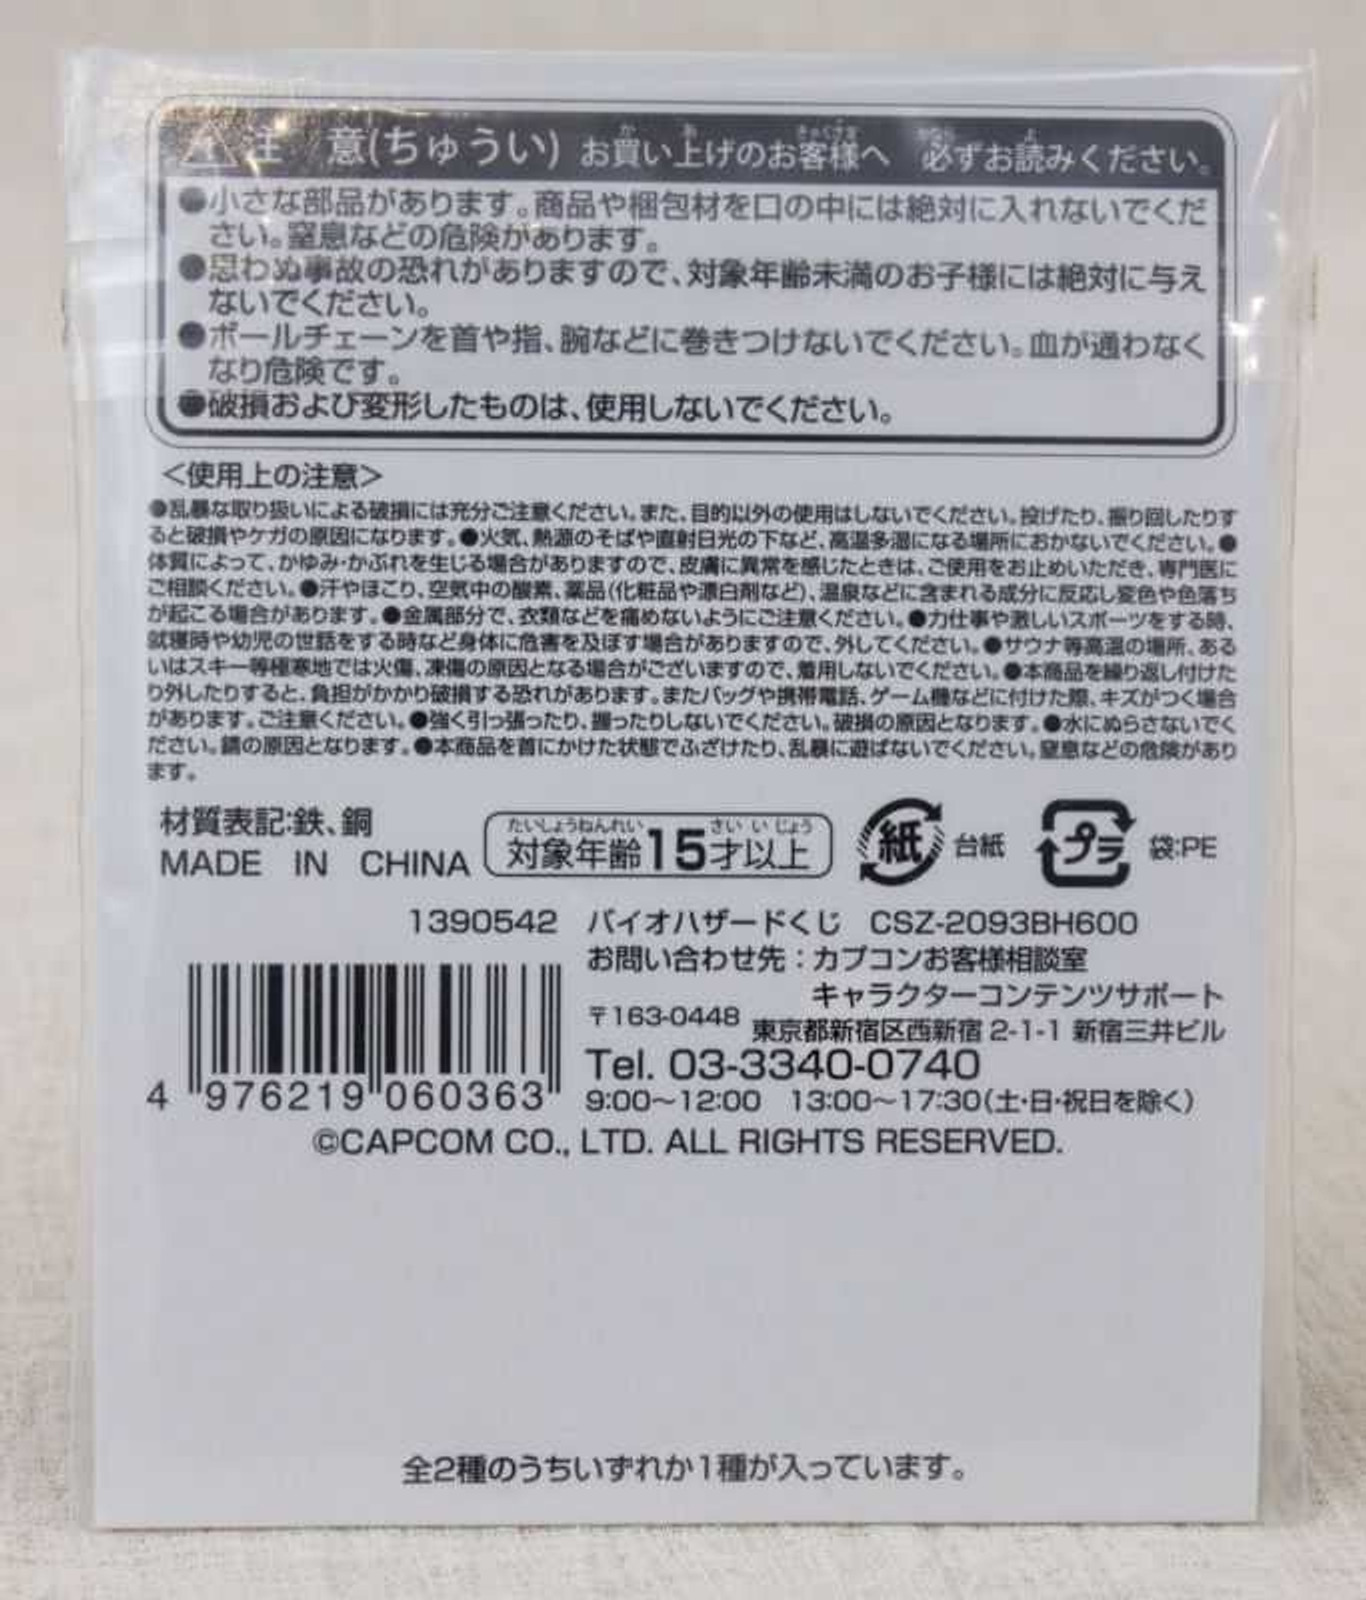 注 意(ちゅうい) お買い上げのお客様へ 必ずお読みください。
●小さな部品があります。商品や梱包材を口の中には絶対に入れないでくだ
さい。窒息などの危険があります。
●思わぬ事故の恐れがありますので、対象年齢未満のお子様には絶対に与え
ないでください。
●ボールチェーンを首や指、腕などに巻きつけないでください。血が通わなく
なり危険です。
●破損および変形したものは、使用しないでください。
＜使用上の注意＞
●乱暴な取り扱いによる破損には充分ご注意ください。また、目的以外の使用はしないでください。投げたり、振り回したりす
ると破損やケガの原因になります。●火気、熱源のそばや直射日光の下など、高温多湿になる場所におかないでください。●
体質によって、かゆみ・かぶれを生じる場合がありますので、皮膚に異常を感じたときは、ご使用をお止めいただき、専門医に
ご相談ください。●汗やほこり、空気中の酸素、薬品(化粧品や漂白剤など)、温泉などに含まれる成分に反応し変色や色落ち
が起こる場合があります。●金属部分で、衣類などを痛めないようにご注意ください。●力仕事や激しいスポーツをする時、
就寝時や幼児の世話をする時など身体に危害を及ぼす場合がありますので、外してください。●サウナ等高温の場所、ある
いはスキー等極寒地では火傷、凍傷の原因となる場合がございますので、着用しないでください。●本商品を繰り返し付けた
り外したりすると、負担がかかり破損する恐れがあります。またバッグや携帯電話、ゲーム機などに付けた際、キズがつく場合
があります。ご注意ください。●強く引っ張ったり、握ったりしないでください。破損の原因となります。●水にぬらさないでく
ださい。錆の原因となります。●本商品を首にかけた状態でふざけたり、乱暴に遊ばないでください。窒息などの危険があり
ます。
材質表記:鉄、銅
MADE IN CHINA
たいしょうねんれい さい いじょう
対象年齢15才以上
紙 台紙
プラ 袋:PE
1390542 バイオハザードくじ CSZ-2093BH600
お問い合わせ先：カプコンお客様相談室
キャラクターコンテンツサポート
〒163-0448 東京都新宿区西新宿 2-1-1 新宿三井ビル
Tel. 03-3340-0740
9:00〜12:00 13:00〜17:30(土・日・祝日を除く)
4 976219 060363
©CAPCOM CO., LTD. ALL RIGHTS RESERVED.
全2種のうちいずれか1種が入っています。